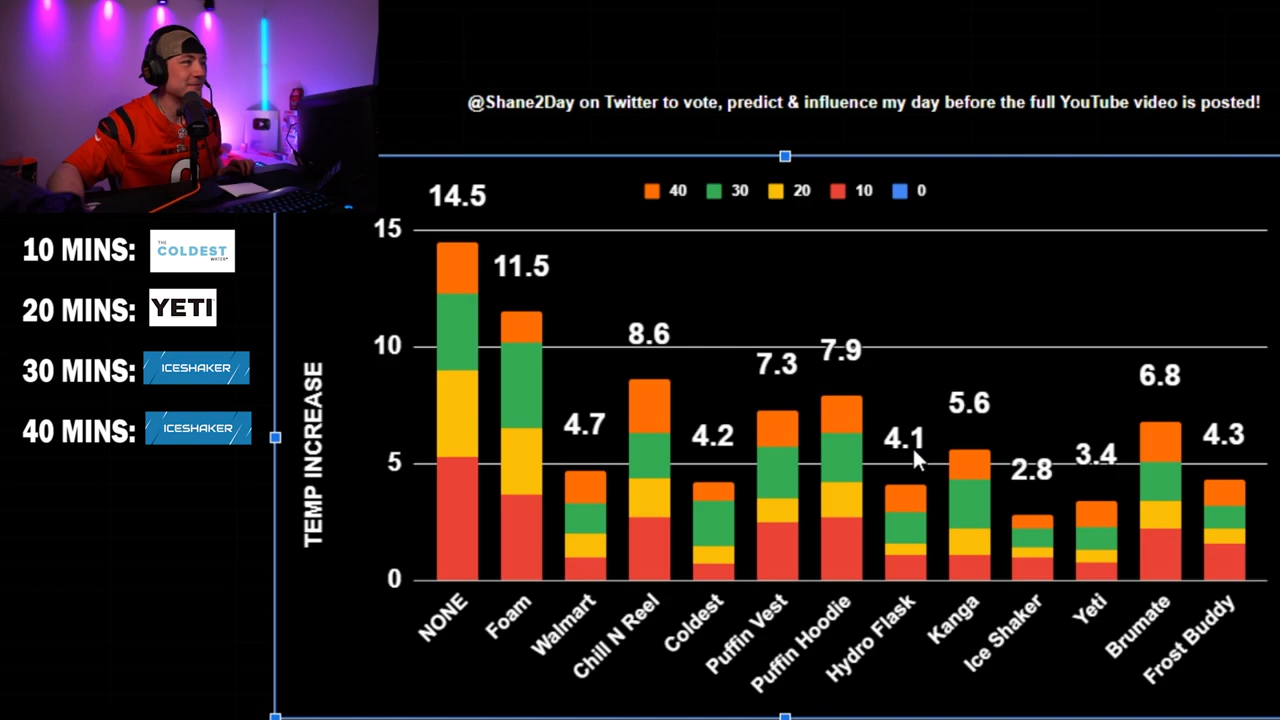 @Shane2Day on Twitter to vote, predict & influence my day before the full YouTube video is posted!
40 30 20 10 0
10 MINS: THE COLDEST WATER
20 MINS: YETI
30 MINS: ICESHAKER
40 MINS: ICESHAKER
TEMP INCREASE
15
10
5
0
14.5
11.5
4.7
8.6
4.2
7.3
7.9
4.1
5.6
2.8
3.4
6.8
4.3
NONE
Foam
Walmart
Chill N Reel
Coldest
Puffin Vest
Puffin Hoodie
Hydro Flask
Kanga
Ice Shaker
Yeti
Brumate
Frost Buddy